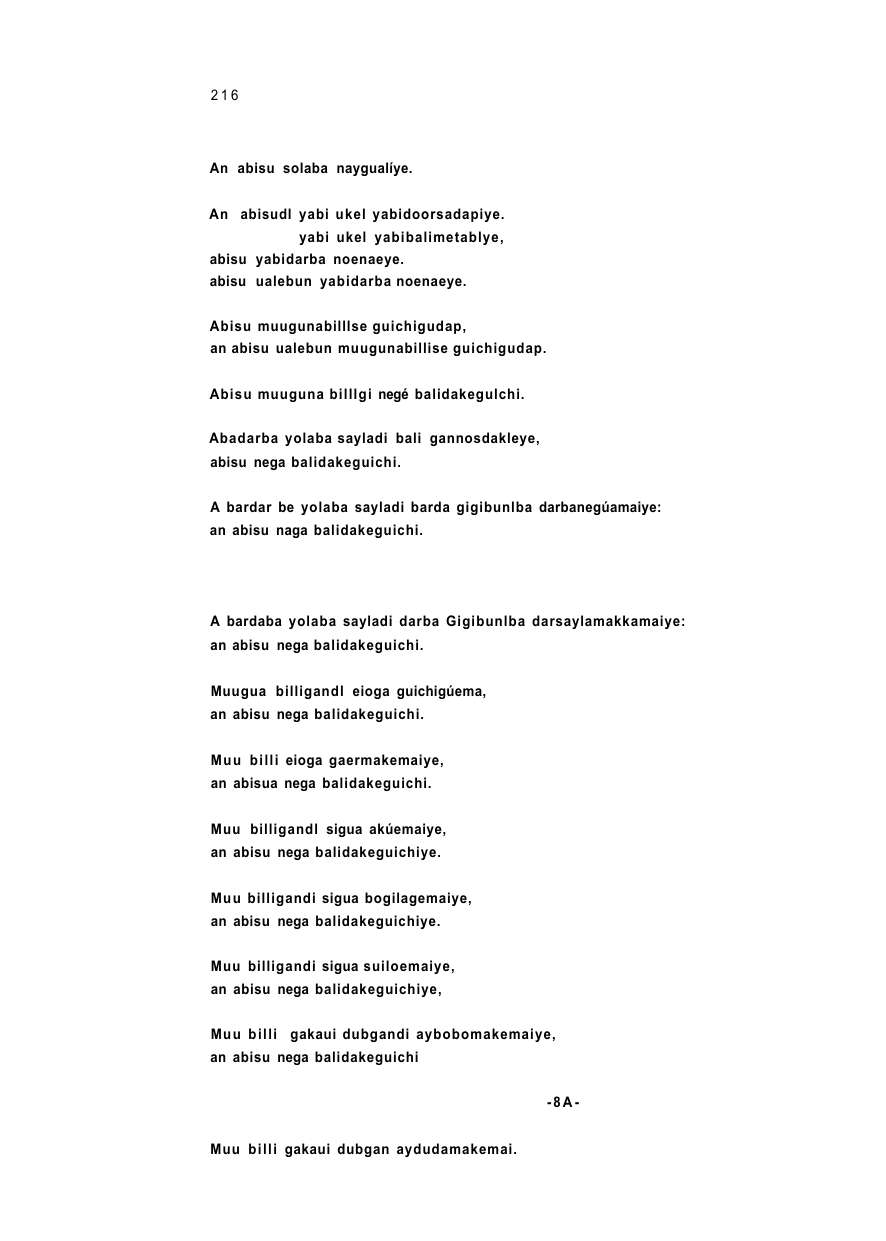 216
An abisu solaba naygualíye.
An abisudl yabi ukel yabidoorsadapiye.
yabi ukel yabibalimetablye,
abisu yabidarba noenaeye.
abisu ualebun yabidarba noenaeye.
Abisu muugunabilllse guichigudap,
an abisu ualebun muugunabillise guichigudap.
Abisu muuguna billlgi negé balidakegulchi.
Abadarba yolaba sayladi bali gannosdakleye,
abisu nega balidakeguichi.
A bardar be yolaba sayladi barda gigibunlba darbanegúamaiye:
an abisu naga balidakeguichi.
A bardaba yolaba sayladi darba Gigibunlba darsaylamakkamaiye:
an abisu nega balidakeguichi.
Muugua billigandl eioga guichigúema,
an abisu nega balidakeguichi.
Muu billi eioga gaermakemaiye,
an abisua nega balidakeguichi.
Muu billigandl sigua akúemaiye,
an abisu nega balidakeguichiye.
Muu billigandi sigua bogilagemaiye,
an abisu nega balidakeguichiye.
Muu billigandi sigua suiloemaiye,
an abisu nega balidakeguichiye,
Muu billi gakaui dubgandi aybobomakemaiye,
an abisu nega balidakeguichi
-8A-
Muu billi gakaui dubgan aydudamakemai.